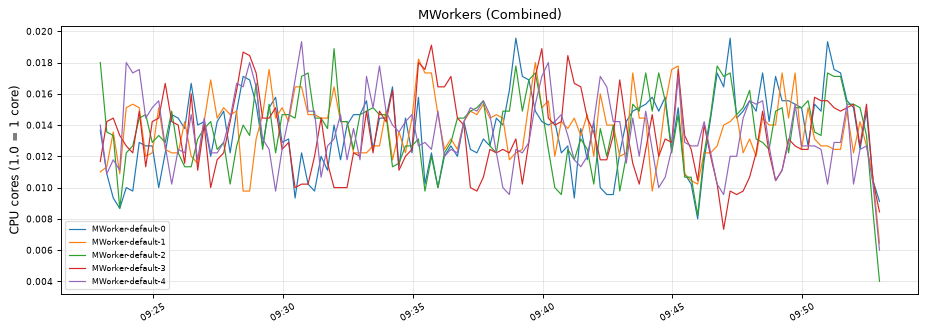 MWorkers (Combined)
CPU cores (1.0 = 1 core)
0.020
0.018
0.016
0.014
0.012
0.010
0.008
0.006
0.004
MWorker-default-0
MWorker-default-1
MWorker-default-2
MWorker-default-3
MWorker-default-4
09:25
09:30
09:35
09:40
09:45
09:50